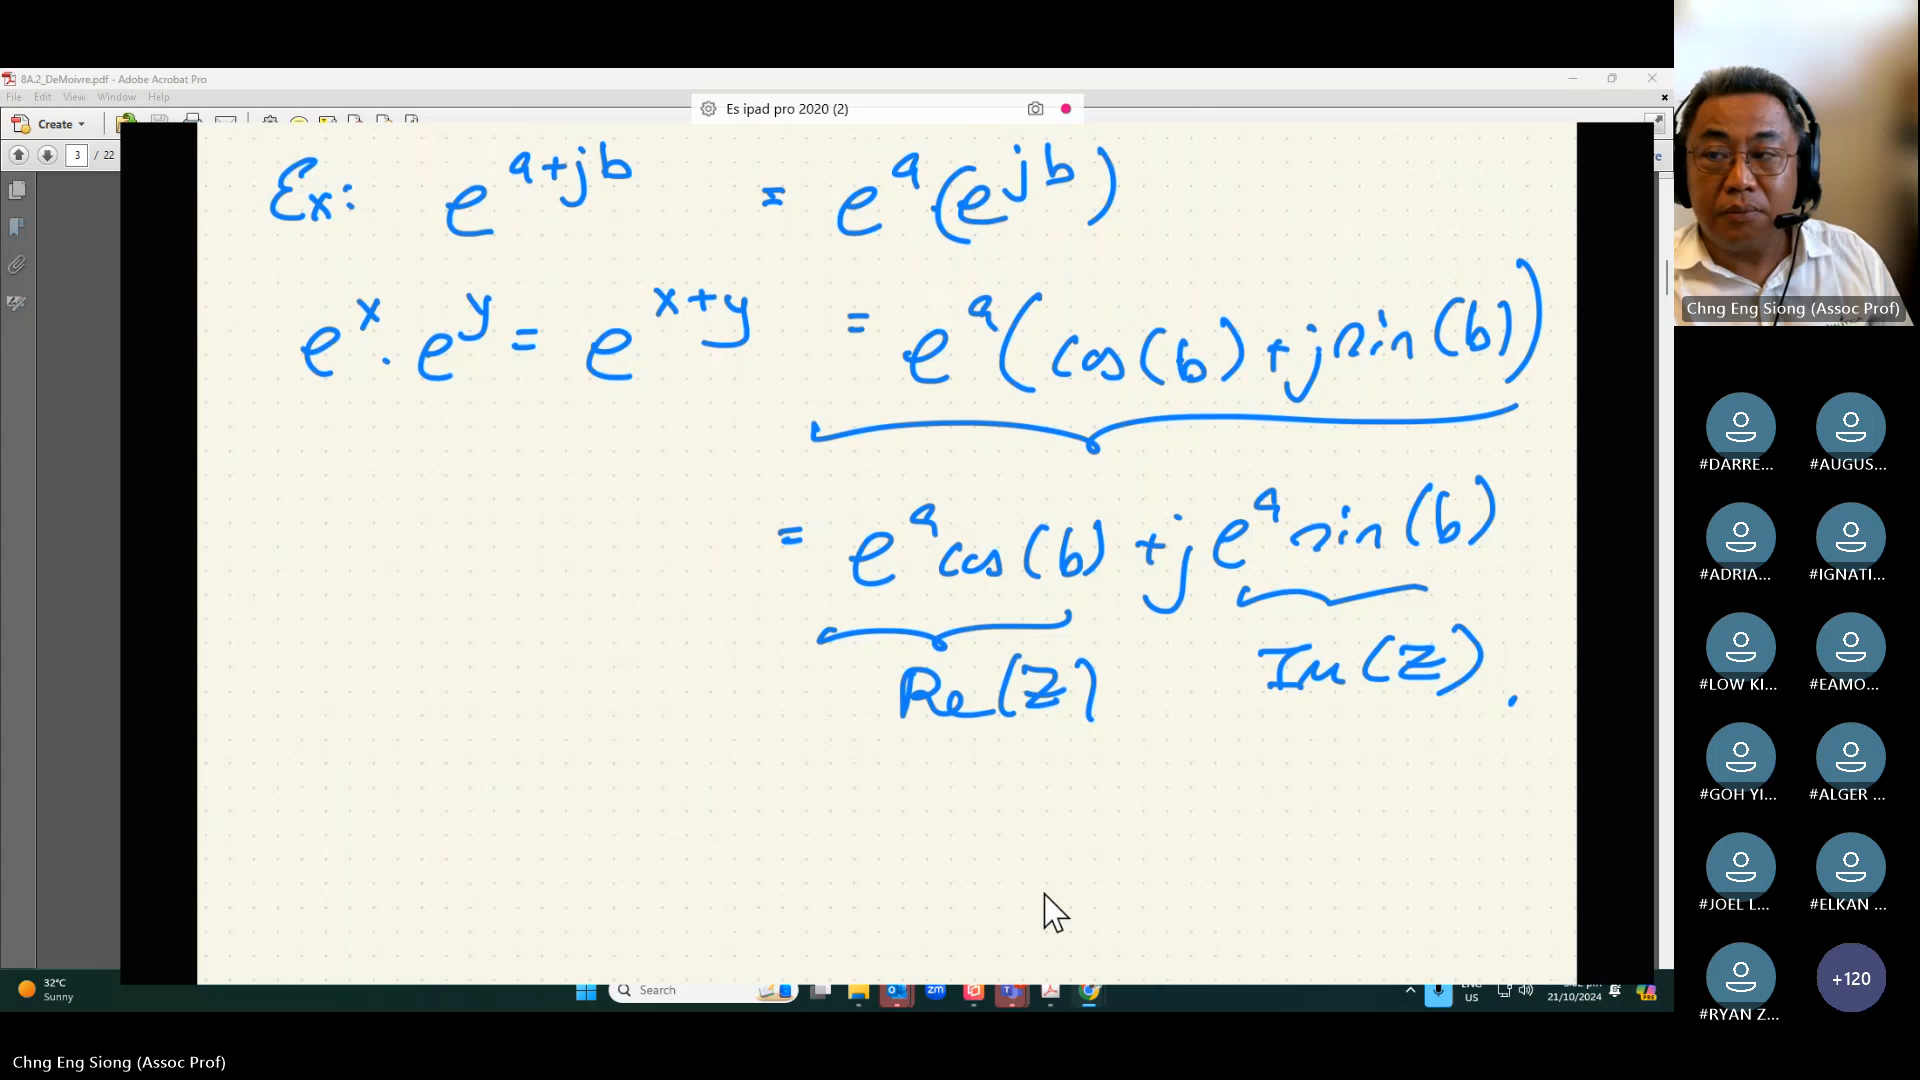 8A.2_DeMoivre.pdf - Adobe Acrobat Pro
File Edit View Window Help
Es ipad pro 2020 (2)
Create
3 / 22
Ex: e^{a+jb} = e^a(e^{jb})
e^x . e^y = e^{x+y} = e^a(cos(b)+jsin(b))
= e^a cos(b) + j e^a sin(b)
Re(Z) Im(Z).
Chng Eng Siong (Assoc Prof)
#DARRE... #AUGUS...
#ADRIA... #IGNATI...
#LOW KI... #EAMO...
#GOH YI... #ALGER ...
#JOEL L... #ELKAN ...
#RYAN Z... +120
32°C
Sunny
Search
zm
US
21/10/2024
Chng Eng Siong (Assoc Prof)